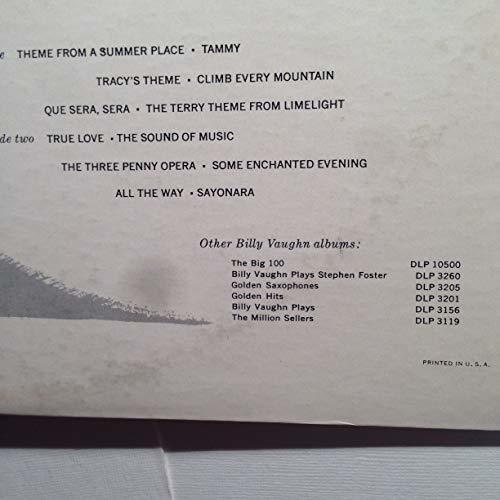 e THEME FROM A SUMMER PLACE • TAMMY
TRACY'S THEME • CLIMB EVERY MOUNTAIN
QUE SERA, SERA • THE TERRY THEME FROM LIMELIGHT
de two TRUE LOVE • THE SOUND OF MUSIC
THE THREE PENNY OPERA • SOME ENCHANTED EVENING
ALL THE WAY • SAYONARA
Other Billy Vaughn albums:
The Big 100 DLP 10500
Billy Vaughn Plays Stephen Foster DLP 3260
Golden Saxophones DLP 3205
Golden Hits DLP 3201
Billy Vaughn Plays DLP 3156
The Million Sellers DLP 3119
PRINTED IN U. S. A.